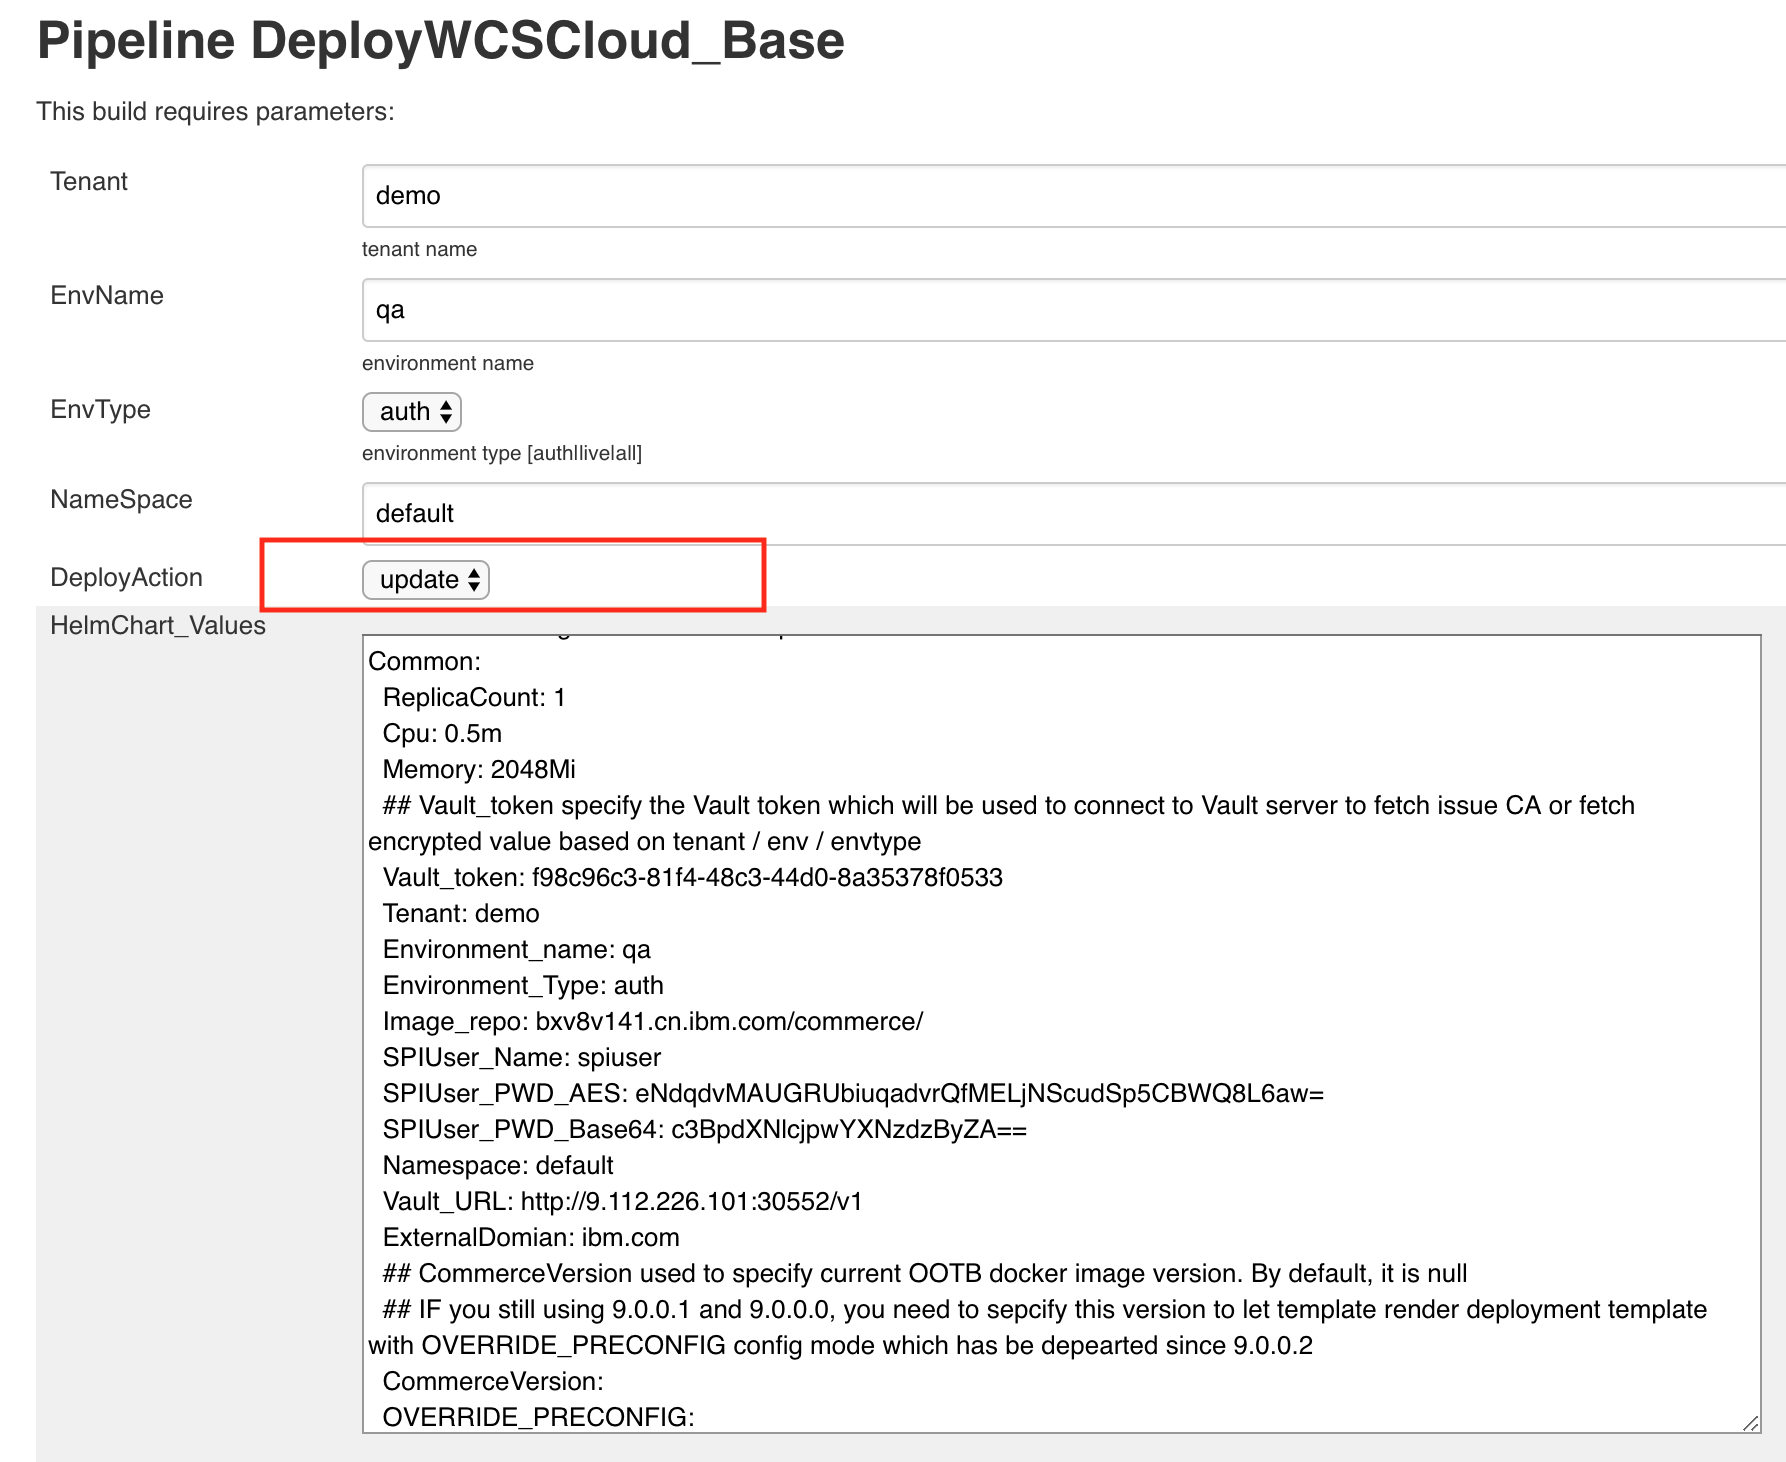 Pipeline DeployWCSCloud_Base
This build requires parameters:
Tenant
demo
tenant name
EnvName
qa
environment name
EnvType
auth
environment type [auth|live|all]
NameSpace
default
DeployAction
update
HelmChart_Values
Common:
ReplicaCount: 1
Cpu: 0.5m
Memory: 2048Mi
## Vault_token specify the Vault token which will be used to connect to Vault server to fetch issue CA or fetch
encrypted value based on tenant / env / envtype
Vault_token: f98c96c3-81f4-48c3-44d0-8a35378f0533
Tenant: demo
Environment_name: qa
Environment_Type: auth
Image_repo: bxv8v141.cn.ibm.com/commerce/
SPIUser_Name: spiuser
SPIUser_PWD_AES: eNdqdvMAUGRUbiuqadvrQfMELjNScudSp5CBWQ8L6aw=
SPIUser_PWD_Base64: c3BpdXNlcjpwYXNzdzByZA==
Namespace: default
Vault_URL: http://9.112.226.101:30552/v1
ExternalDomian: ibm.com
## CommerceVersion used to specify current OOTB docker image version. By default, it is null
## IF you still using 9.0.0.1 and 9.0.0.0, you need to sepcify this version to let template render deployment template
with OVERRIDE_PRECONFIG config mode which has be depearted since 9.0.0.2
CommerceVersion:
OVERRIDE_PRECONFIG: